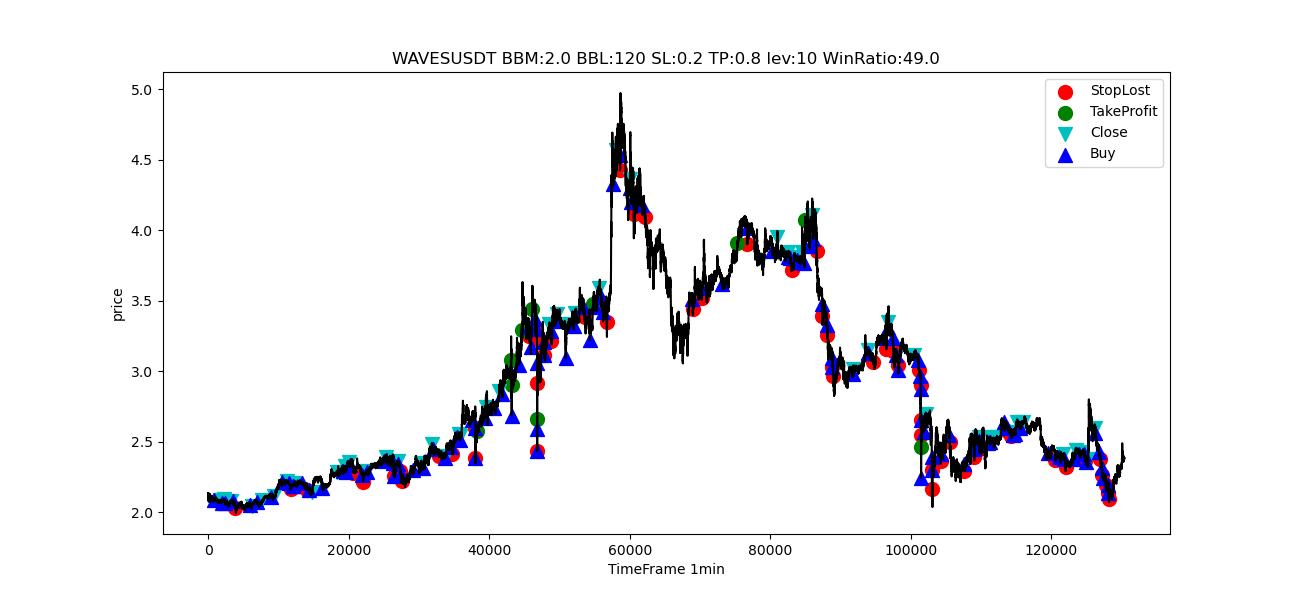 WAVESUSDT BBM:2.0 BBL:120 SL:0.2 TP:0.8 lev:10 WinRatio:49.0
StopLost
TakeProfit
Close
Buy
5.0
4.5
4.0
3.5
3.0
2.5
2.0
price
0 20000 40000 60000 80000 100000 120000
TimeFrame 1min